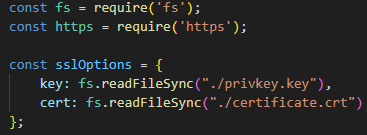 const fs = require('fs');
const https = require('https');

const sslOptions = {
    key: fs.readFileSync("./privkey.key"),
    cert: fs.readFileSync("./certificate.crt")
};